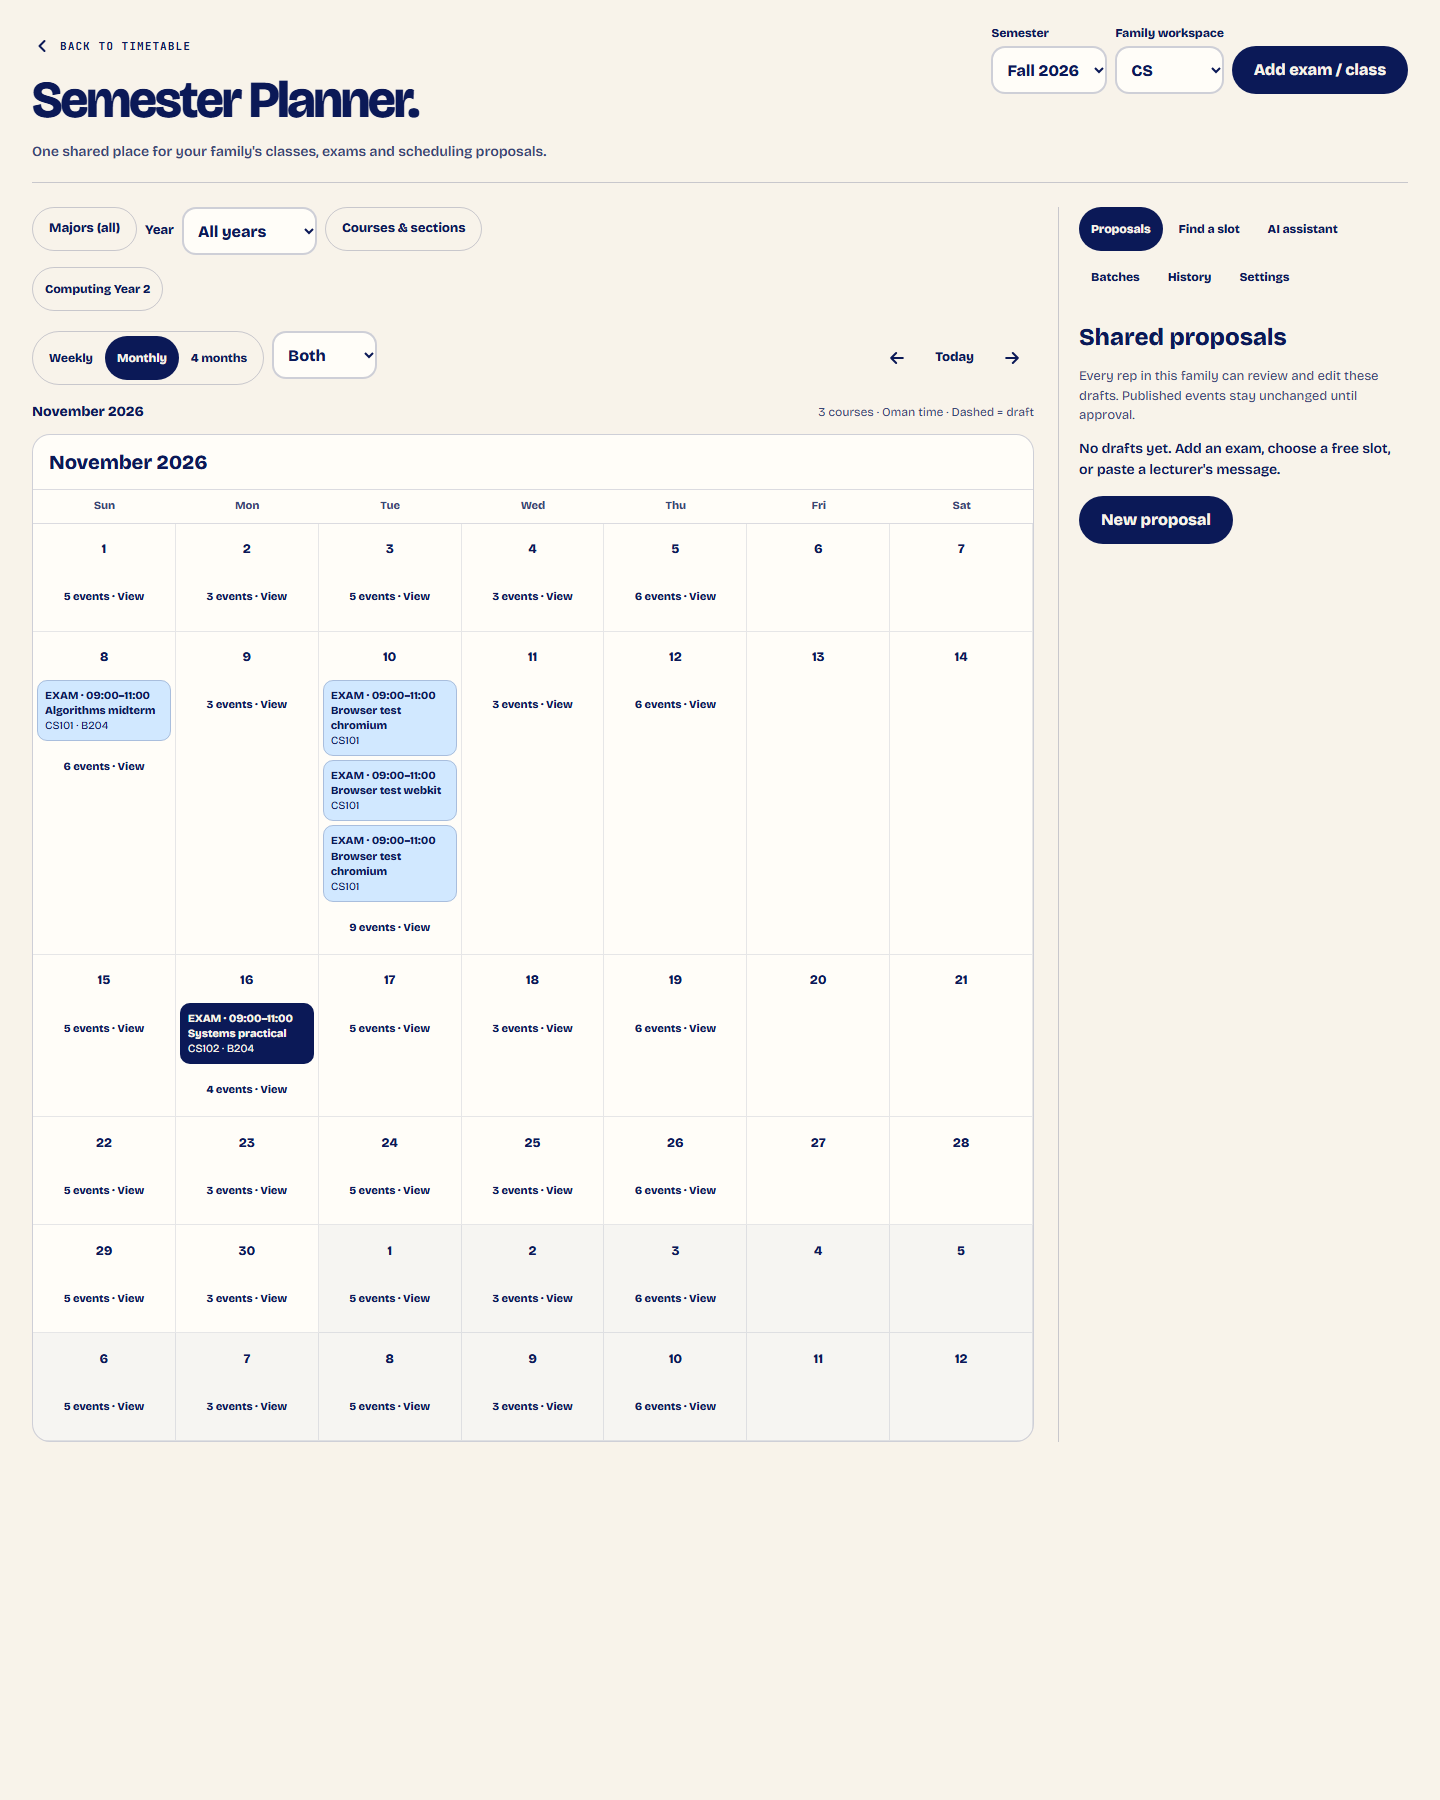 BACK TO TIMETABLE
Semester Planner.
One shared place for your family's classes, exams and scheduling proposals.
Semester
Family workspace
Fall 2026
CS
Add exam / class
Majors (all)
Year
All years
Courses & sections
Computing Year 2
Weekly
Monthly
4 months
Both
Today
November 2026
3 courses · Oman time · Dashed = draft
November 2026
Sun Mon Tue Wed Thu Fri Sat
1 2 3 4 5 6 7
5 events · View 3 events · View 5 events · View 3 events · View 6 events · View
8 9 10 11 12 13 14
EXAM · 09:00–11:00
Algorithms midterm
CS101 · B204
6 events · View
3 events · View
EXAM · 09:00–11:00
Browser test
chromium
CS101
EXAM · 09:00–11:00
Browser test webkit
CS101
EXAM · 09:00–11:00
Browser test
chromium
CS101
9 events · View
3 events · View
6 events · View
15 16 17 18 19 20 21
5 events · View
EXAM · 09:00–11:00
Systems practical
CS102 · B204
4 events · View
5 events · View
3 events · View
6 events · View
22 23 24 25 26 27 28
5 events · View 3 events · View 5 events · View 3 events · View 6 events · View
29 30 1 2 3 4 5
5 events · View 3 events · View 5 events · View 3 events · View 6 events · View
6 7 8 9 10 11 12
5 events · View 3 events · View 5 events · View 3 events · View 6 events · View
Proposals
Find a slot
AI assistant
Batches
History
Settings
Shared proposals
Every rep in this family can review and edit these
drafts. Published events stay unchanged until
approval.
No drafts yet. Add an exam, choose a free slot,
or paste a lecturer's message.
New proposal